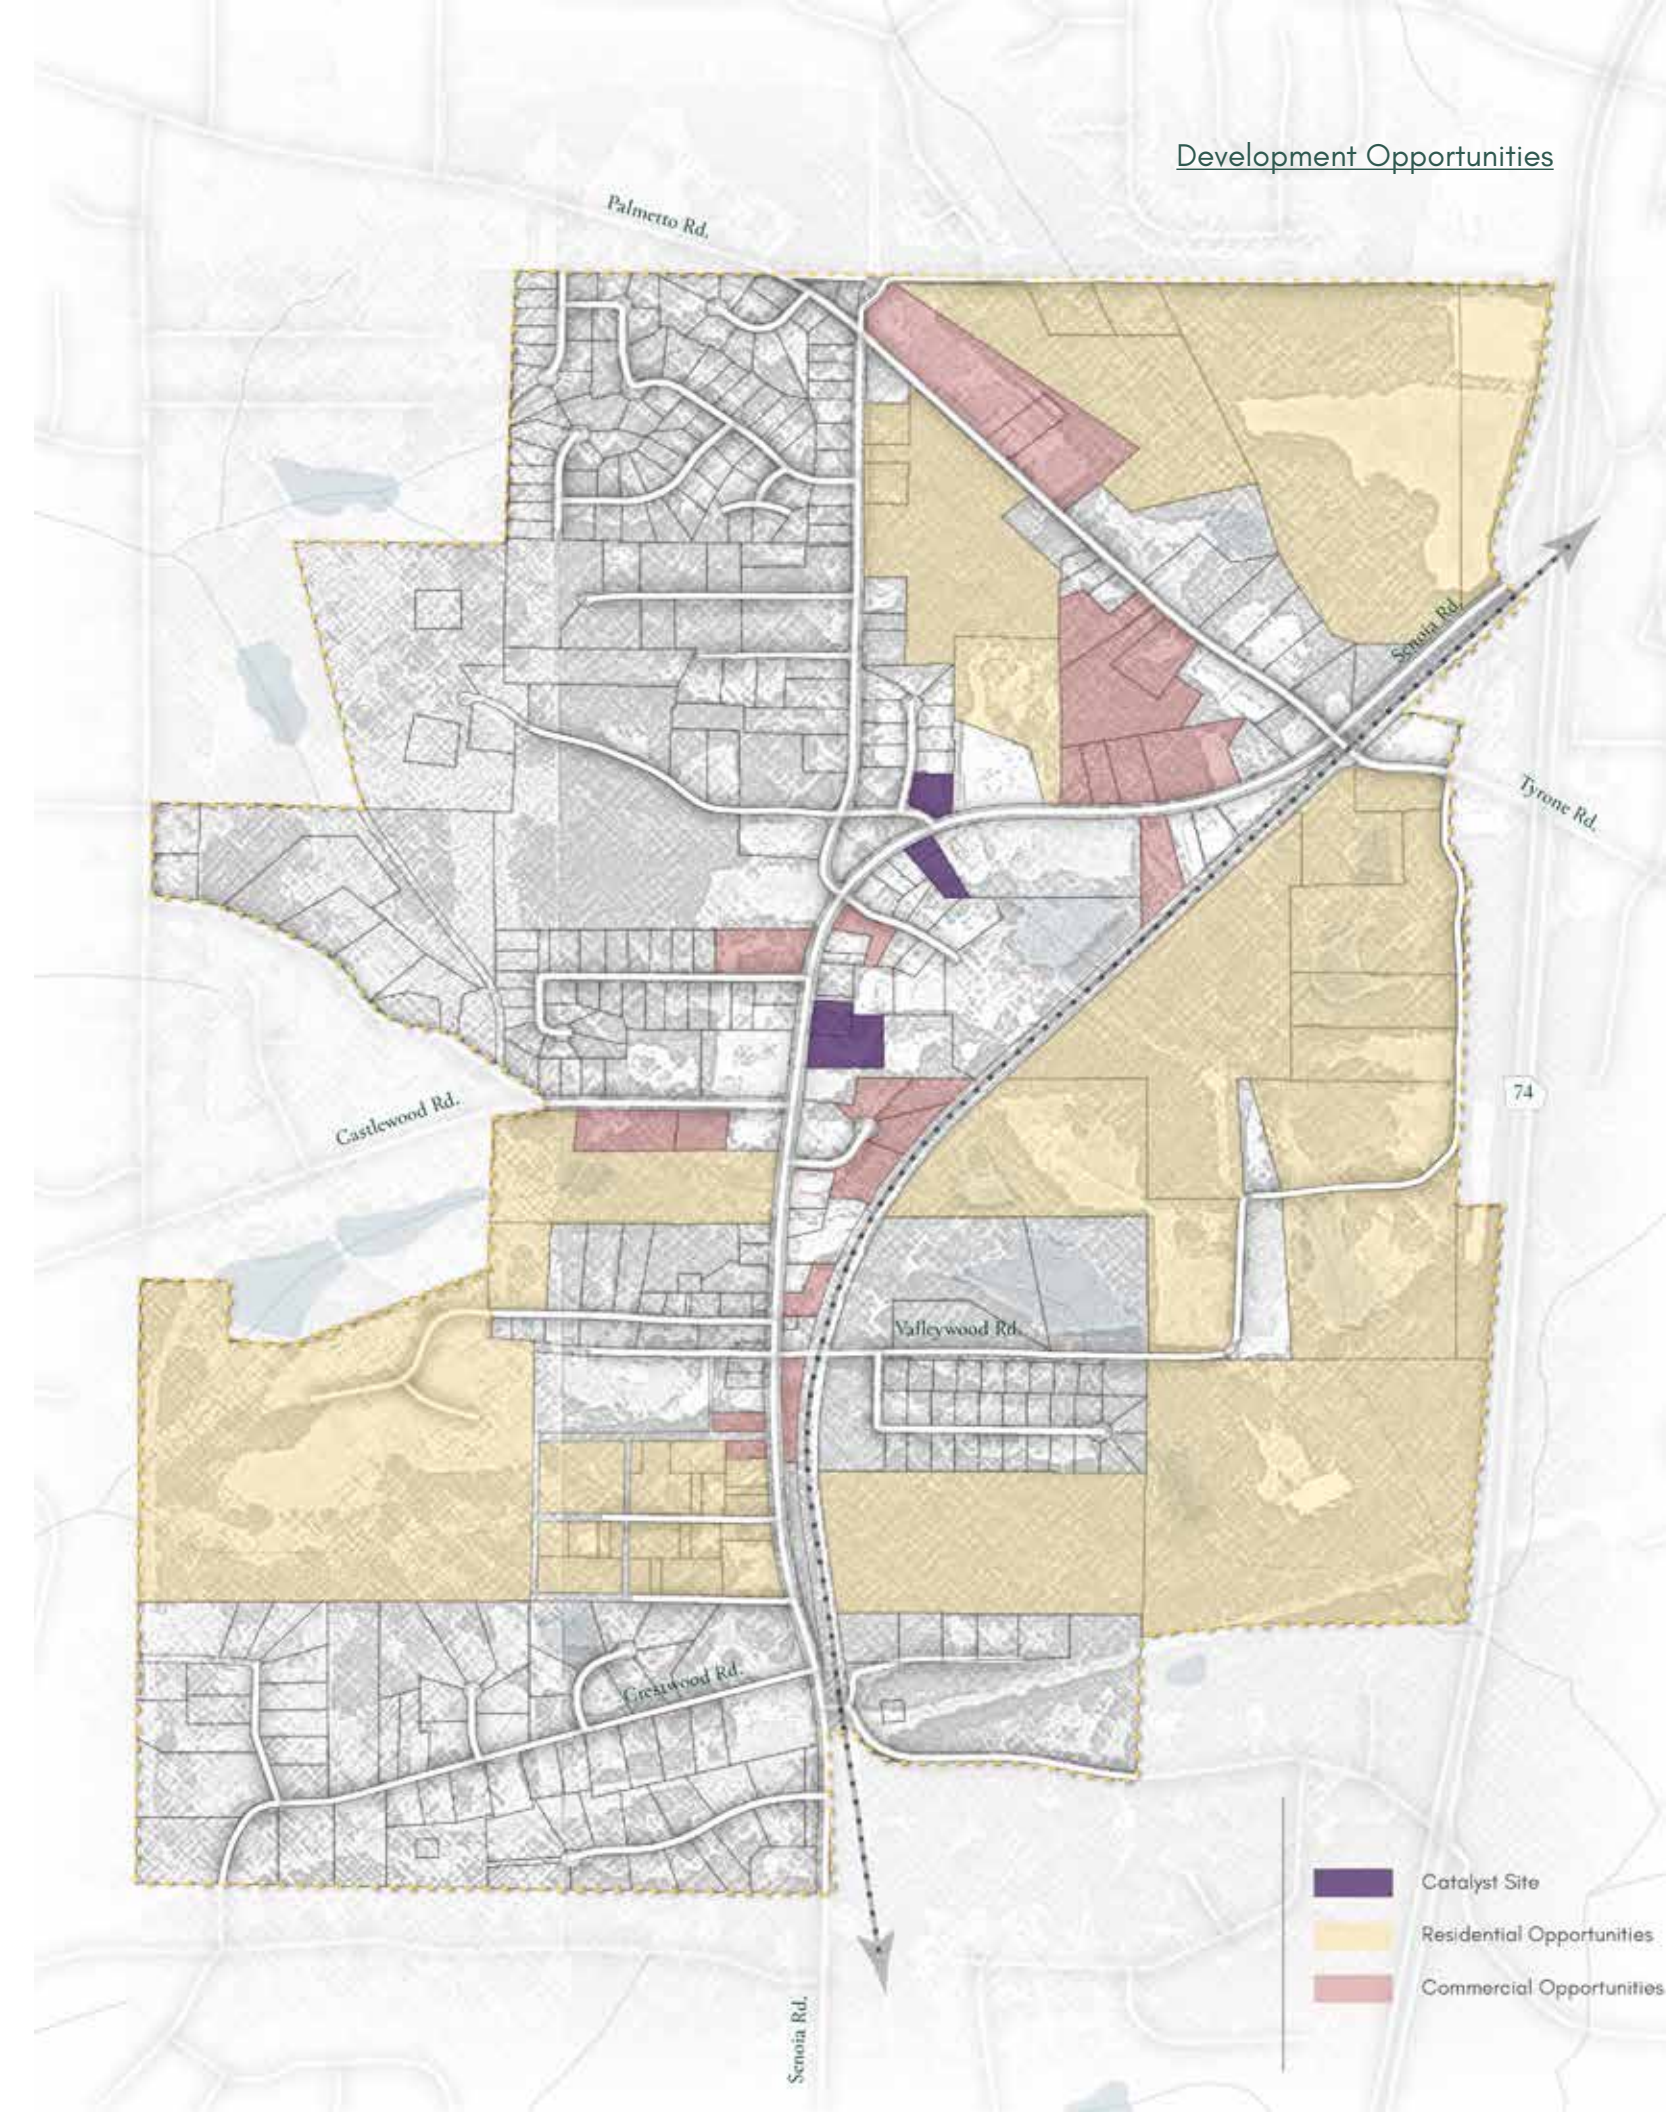 Development Opportunities
Palmetto Rd.
Senoia Rd.
Tyrone Rd.
74
Castlewood Rd.
Valleywood Rd.
Crestwood Rd.
Catalyst Site
Residential Opportunities
Commercial Opportunities
Senoia Rd.